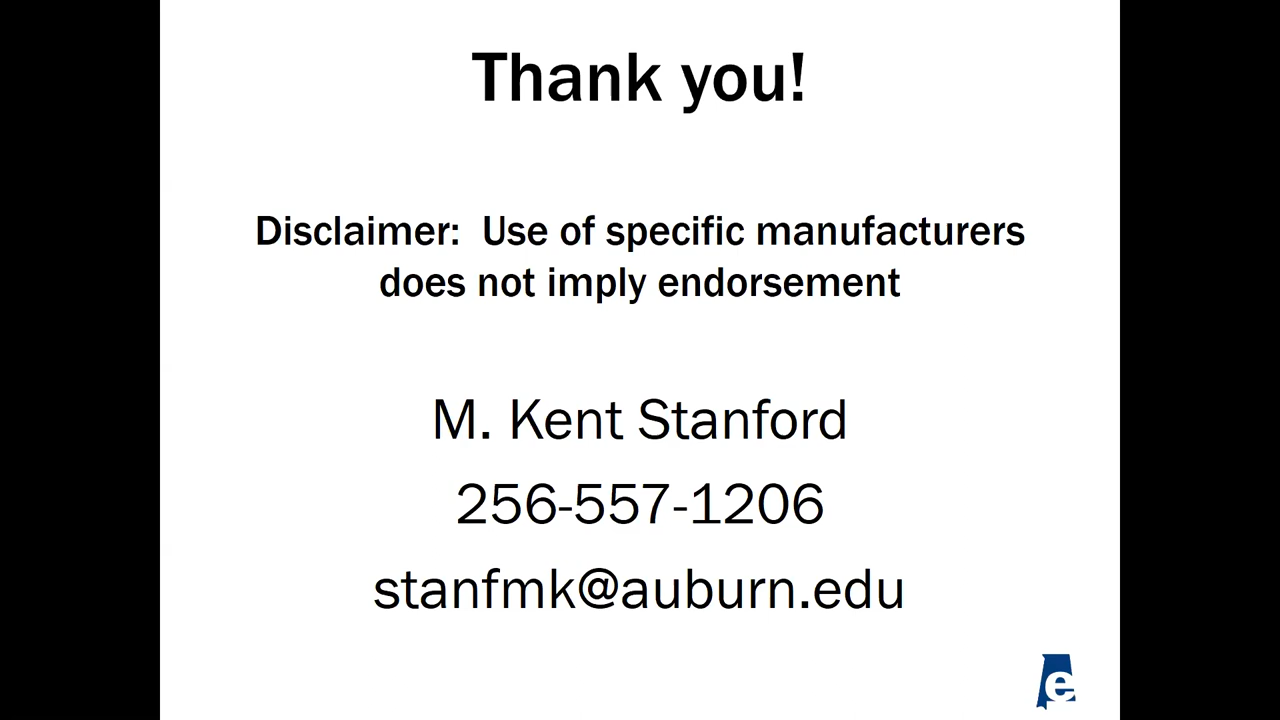 Thank you!
Disclaimer:  Use of specific manufacturers
does not imply endorsement
M. Kent Stanford
256-557-1206
stanfmk@auburn.edu
e